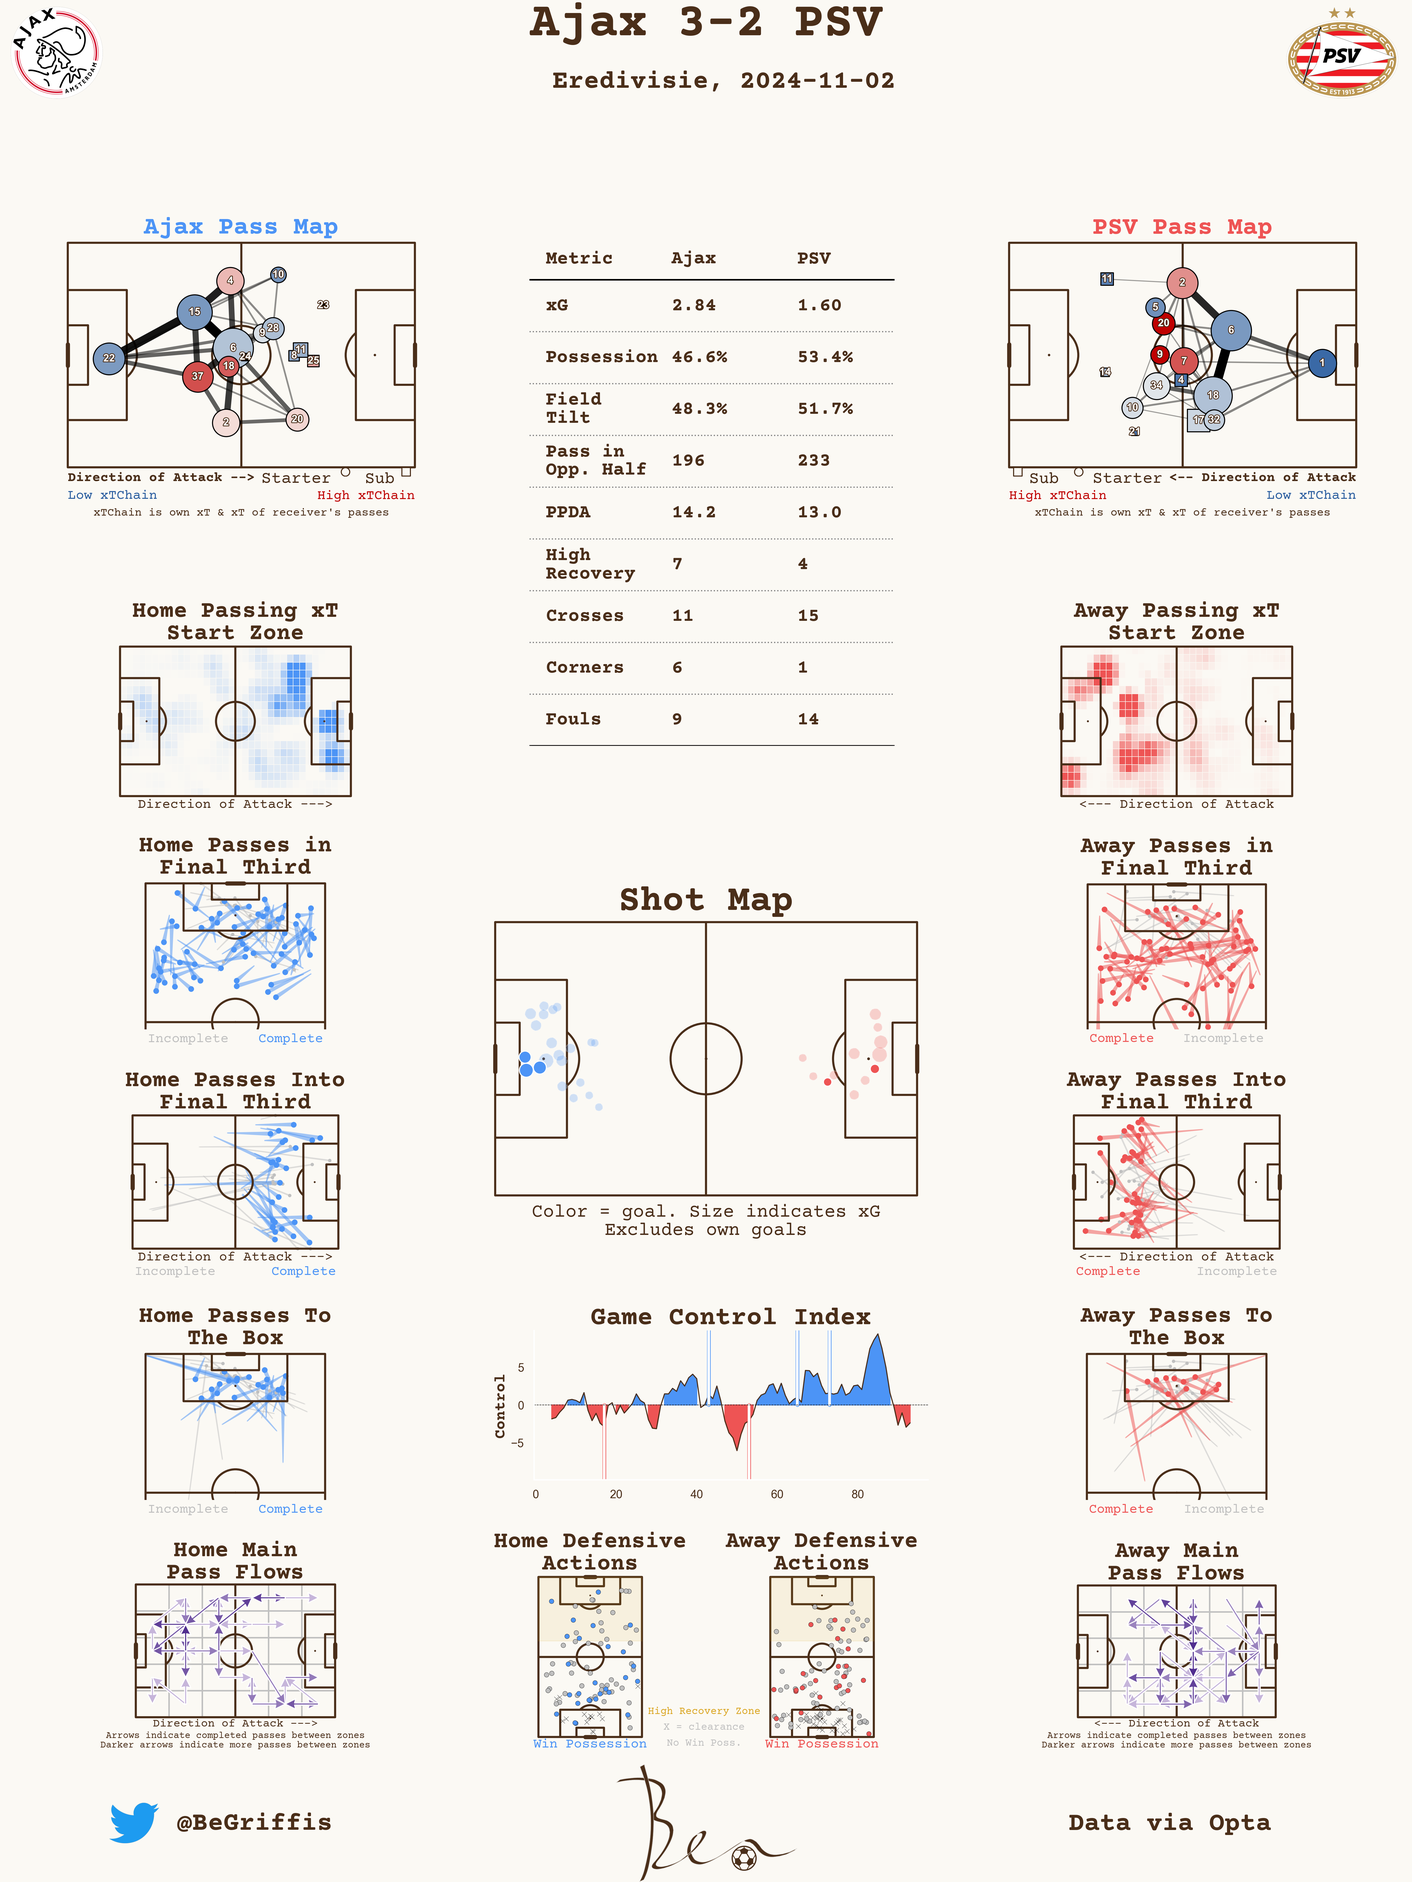 Ajax 3-2 PSV
Eredivisie, 2024-11-02
AJAX
AMSTERDAM
PSV
EST 1913
Ajax Pass Map
4
10
15
23
9
28
6
11
8
24
25
22
18
37
2
20
Direction of Attack --> Starter Sub
Low xTChain High xTChain
xTChain is own xT & xT of receiver's passes
Metric Ajax PSV
xG 2.84 1.60
Possession 46.6% 53.4%
Field
Tilt 48.3% 51.7%
Pass in
Opp. Half 196 233
PPDA 14.2 13.0
High
Recovery 7 4
Crosses 11 15
Corners 6 1
Fouls 9 14
PSV Pass Map
11
2
5
20
6
9
7
1
14
4
34
18
10
17
32
21
Sub Starter <-- Direction of Attack
High xTChain Low xTChain
xTChain is own xT & xT of receiver's passes
Home Passing xT
Start Zone
Direction of Attack --->
Away Passing xT
Start Zone
<--- Direction of Attack
Home Passes in
Final Third
Incomplete Complete
Away Passes in
Final Third
Complete Incomplete
Shot Map
Color = goal. Size indicates xG
Excludes own goals
Home Passes Into
Final Third
Direction of Attack --->
Incomplete Complete
Away Passes Into
Final Third
<--- Direction of Attack
Complete Incomplete
Home Passes To
The Box
Incomplete Complete
Game Control Index
Control
5
0
−5
0 20 40 60 80
Away Passes To
The Box
Complete Incomplete
Home Main
Pass Flows
Direction of Attack --->
Arrows indicate completed passes between zones
Darker arrows indicate more passes between zones
Home Defensive
Actions
Win Possession
Away Defensive
Actions
Win Possession
High Recovery Zone
X = clearance
No Win Poss.
Away Main
Pass Flows
<--- Direction of Attack
Arrows indicate completed passes between zones
Darker arrows indicate more passes between zones
@BeGriffis
Ben
Data via Opta